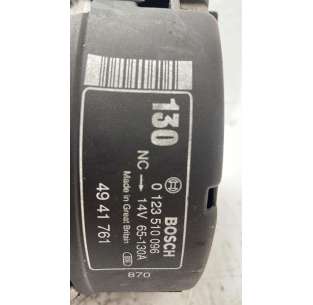 130
BOSCH
0 123 510 096
NC → 14V 65-130A
Made in Great Britain
49 41 761
870